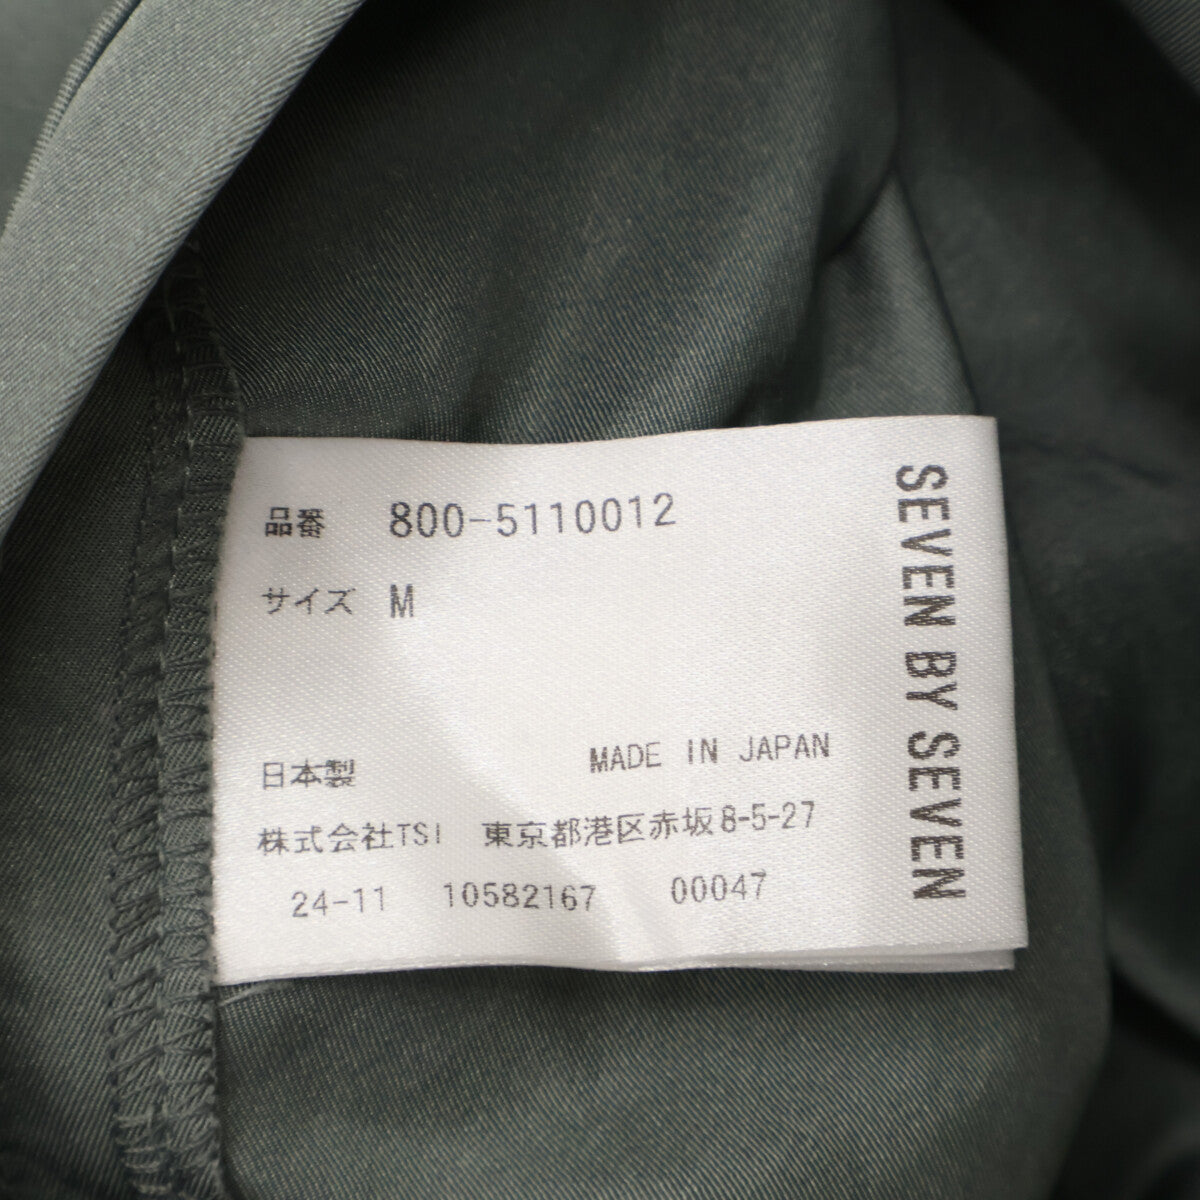 品番 800-5110012
サイズ M
日本製 MADE IN JAPAN
株式会社TSI 東京都港区赤坂8-5-27
24-11 10582167 00047
SEVEN BY SEVEN